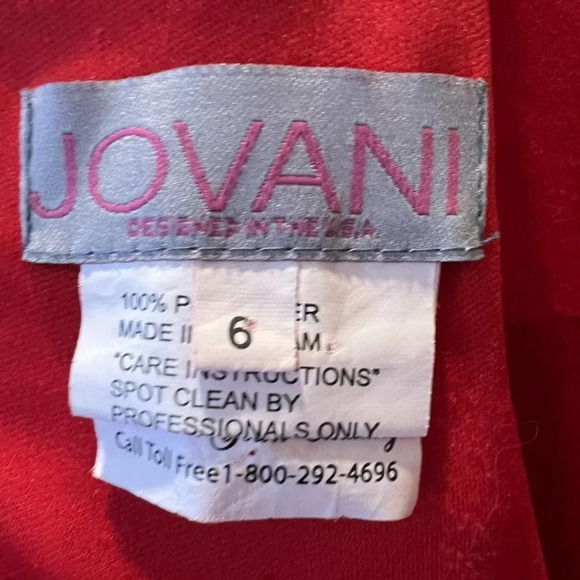 JOVANI
DESIGNED IN THE U.S.A.
100% P ER
6
MADE I AM
"CARE INSTRUCTIONS"
SPOT CLEAN BY
PROFESSIONALS ONLY
Call Toll Free1-800-292-4696